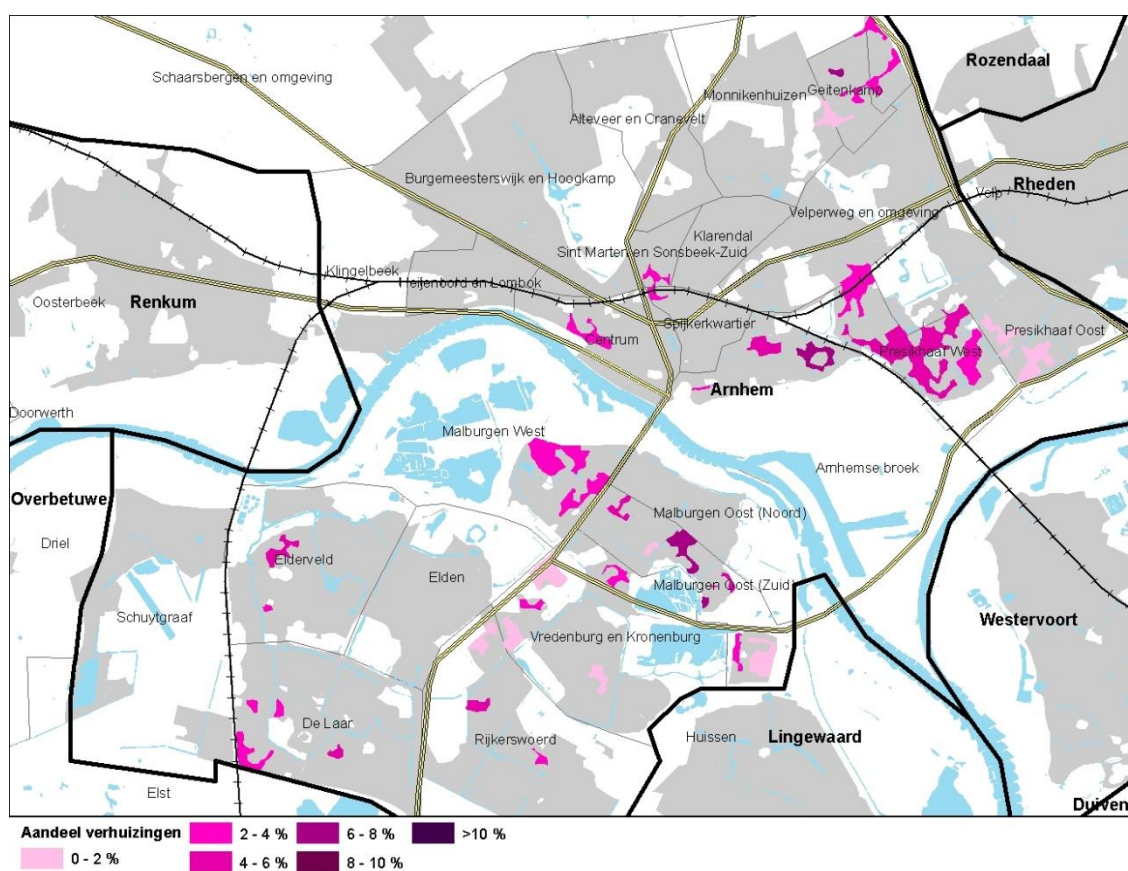 Rozendaal
Schaarsbergen en omgeving
Monnikenhuizen
Geitenkamp
Alteveer en Cranevelt
Burgemeesterswijk en Hoogkamp
Rheden
Velp
Velperweg en omgeving
Klarendal
Sint Marten en Sonsbeek-Zuid
Klingelbeek
Heijenoord en Lombok
Oosterbeek
Renkum
Spijkerkwartier
Centrum
Presikhaaf Oost
Presikhaaf West
Arnhem
Doorwerth
Malburgen West
Arnhemse broek
Overbetuwe
Malburgen Oost (Noord)
Driel
Elderveld
Elden
Malburgen Oost (Zuid)
Schuytgraaf
Westervoort
Vredenburg en Kronenburg
De Laar
Rijkerswoerd
Huissen
Lingewaard
Elst
Duiven
Aandeel verhuizingen
2 - 4 %
6 - 8 %
>10 %
0 - 2 %
4 - 6 %
8 - 10 %